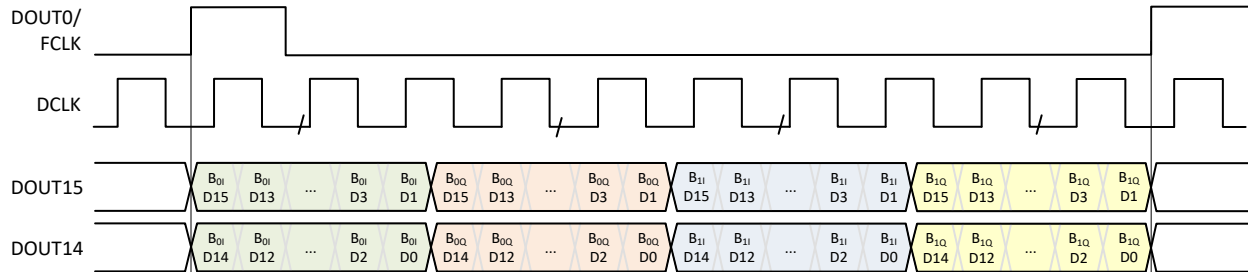 DOUT0/
FCLK
DCLK
DOUT15
B0I B0I B0I B0I B0Q B0Q B0Q B0Q B1I B1I B1I B1I B1Q B1Q B1Q B1Q
D15 D13 ... D3 D1 D15 D13 ... D3 D1 D15 D13 ... D3 D1 D15 D13 ... D3 D1
DOUT14
B0I B0I B0I B0I B0Q B0Q B0Q B0Q B1I B1I B1I B1I B1Q B1Q B1Q B1Q
D14 D12 ... D2 D0 D14 D12 ... D2 D0 D14 D12 ... D2 D0 D14 D12 ... D2 D0